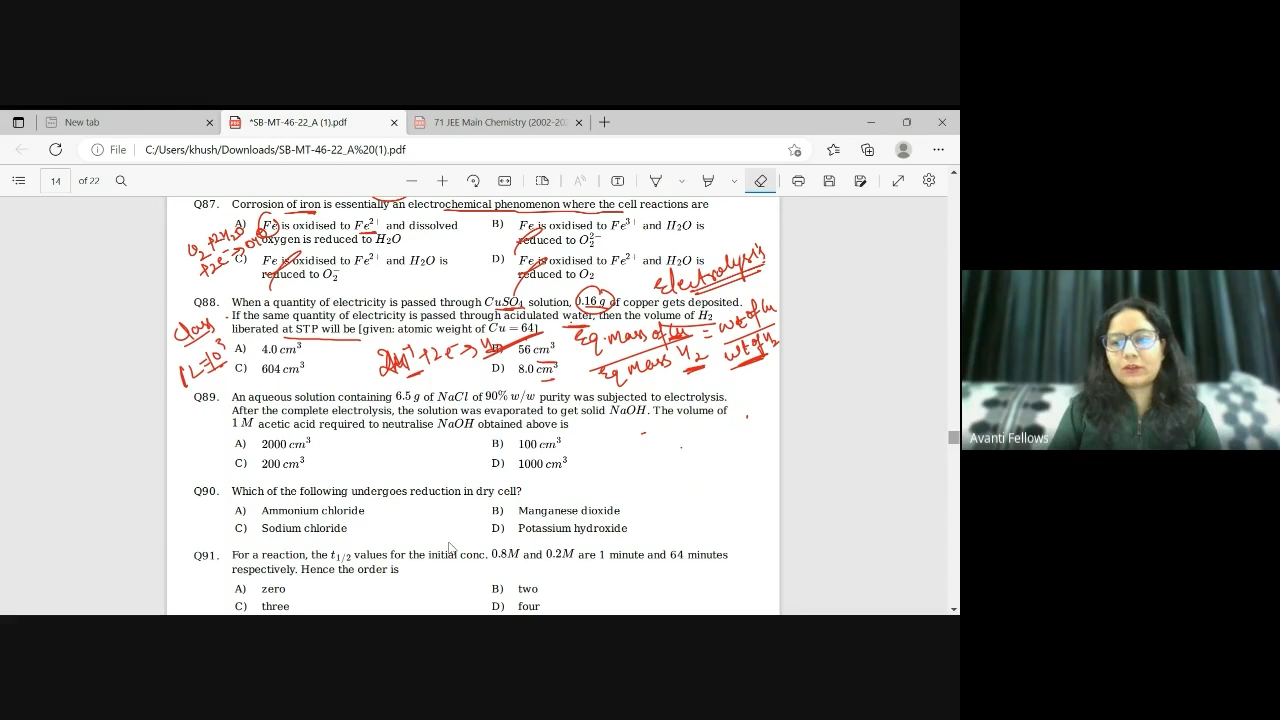 New tab
*SB-MT-46-22_A (1).pdf
71 JEE Main Chemistry (2002-202
File
C:/Users/khush/Downloads/SB-MT-46-22_A%20(1).pdf
14 of 22
Q87. Corrosion of iron is essentially an electrochemical phenomenon where the cell reactions are
A) Fe is oxidised to Fe²⁺ and dissolved oxygen is reduced to H₂O
B) Fe is oxidised to Fe³⁺ and H₂O is reduced to O₂²⁻
C) Fe is oxidised to Fe²⁺ and H₂O is reduced to O₂⁻
D) Fe is oxidised to Fe²⁺ and H₂O is reduced to O₂
Electrolysis
Q88. When a quantity of electricity is passed through CuSO₄ solution, 0.16 g of copper gets deposited.
If the same quantity of electricity is passed through acidulated water, then the volume of H₂
liberated at STP will be [given: atomic weight of Cu = 64]
Class
1L = 10³
2H⁺ + 2e⁻ → H₂
Eq. mass of Cu = wt of Cu
Eq mass H₂ wt of H₂
A) 4.0 cm³
B) 56 cm³
C) 604 cm³
D) 8.0 cm³
Q89. An aqueous solution containing 6.5 g of NaCl of 90% w/w purity was subjected to electrolysis.
After the complete electrolysis, the solution was evaporated to get solid NaOH. The volume of
1 M acetic acid required to neutralise NaOH obtained above is
A) 2000 cm³
B) 100 cm³
C) 200 cm³
D) 1000 cm³
Q90. Which of the following undergoes reduction in dry cell?
A) Ammonium chloride
B) Manganese dioxide
C) Sodium chloride
D) Potassium hydroxide
Q91. For a reaction, the t₁/₂ values for the initial conc. 0.8M and 0.2M are 1 minute and 64 minutes
respectively. Hence the order is
A) zero
B) two
C) three
D) four
Avanti Fellows